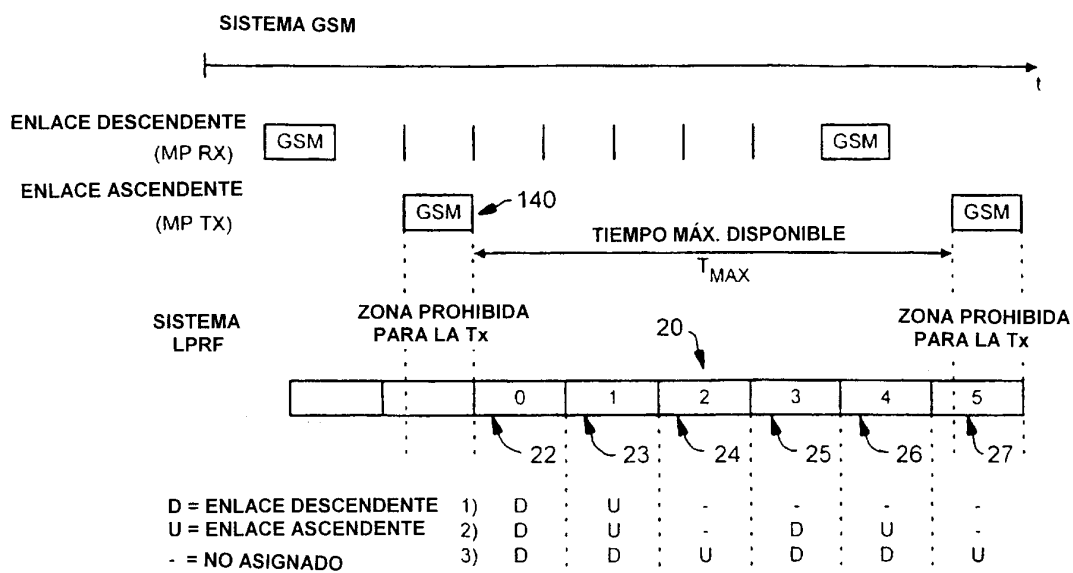 SISTEMA GSM
t
ENLACE DESCENDENTE
(MP RX)
GSM
GSM
ENLACE ASCENDENTE
(MP TX)
GSM
140
GSM
TIEMPO MÁX. DISPONIBLE
TMAX
SISTEMA
LPRF
ZONA PROHIBIDA
PARA LA Tx
20
ZONA PROHIBIDA
PARA LA Tx
0 1 2 3 4 5
22 23 24 25 26 27
D = ENLACE DESCENDENTE 1) D U - - - -
U = ENLACE ASCENDENTE 2) D U - D U -
- = NO ASIGNADO 3) D D U D D U